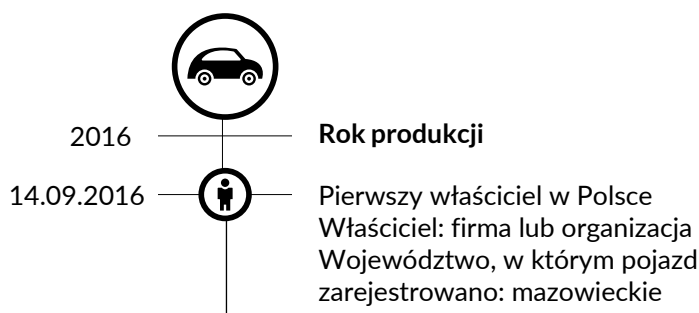 2016
Rok produkcji
14.09.2016
Pierwszy właściciel w Polsce
Właściciel: firma lub organizacja
Województwo, w którym pojazd
zarejestrowano: mazowieckie